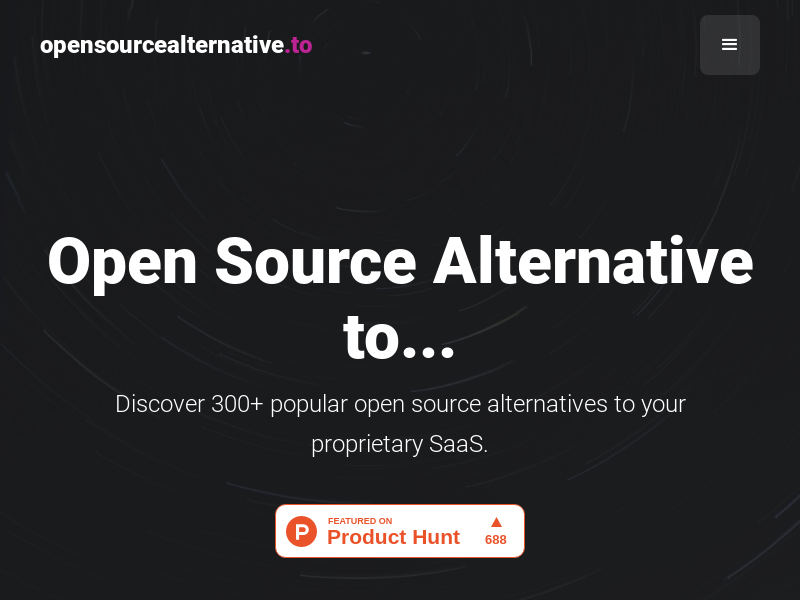 opensourcealternative.to
Open Source Alternative
to...
Discover 300+ popular open source alternatives to your
proprietary SaaS.
P
FEATURED ON
Product Hunt
688